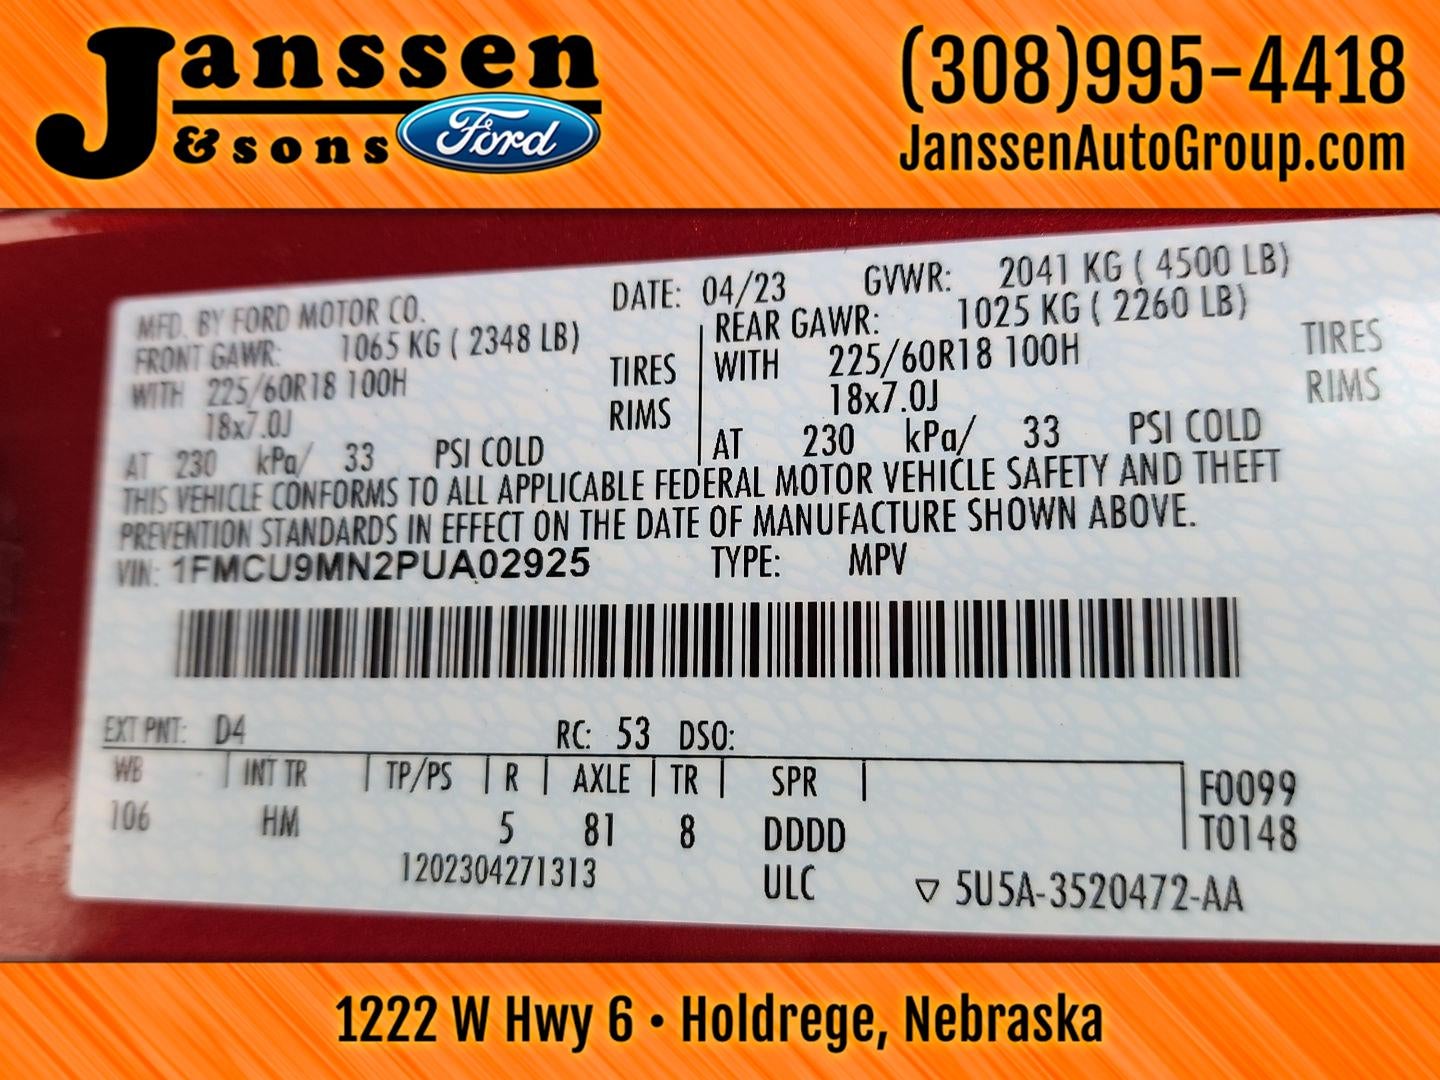 Janssen
& sons Ford
(308)995-4418
JanssenAutoGroup.com
MFD. BY FORD MOTOR CO. DATE: 04/23 GVWR: 2041 KG ( 4500 LB)
FRONT GAWR: 1065 KG ( 2348 LB) REAR GAWR: 1025 KG ( 2260 LB)
WITH 225/60R18 100H TIRES WITH 225/60R18 100H TIRES
18x7.0J RIMS 18x7.0J RIMS
AT 230 kPa/ 33 PSI COLD AT 230 kPa/ 33 PSI COLD
THIS VEHICLE CONFORMS TO ALL APPLICABLE FEDERAL MOTOR VEHICLE SAFETY AND THEFT
PREVENTION STANDARDS IN EFFECT ON THE DATE OF MANUFACTURE SHOWN ABOVE.
VIN: 1FMCU9MN2PUA02925 TYPE: MPV
EXT PNT: D4 RC: 53 DSO:
WB INT TR TP/PS R AXLE TR SPR F0099
106 HM 5 81 8 DDDD T0148
1202304271313 ULC ▽ 5U5A-3520472-AA
1222 W Hwy 6 • Holdrege, Nebraska